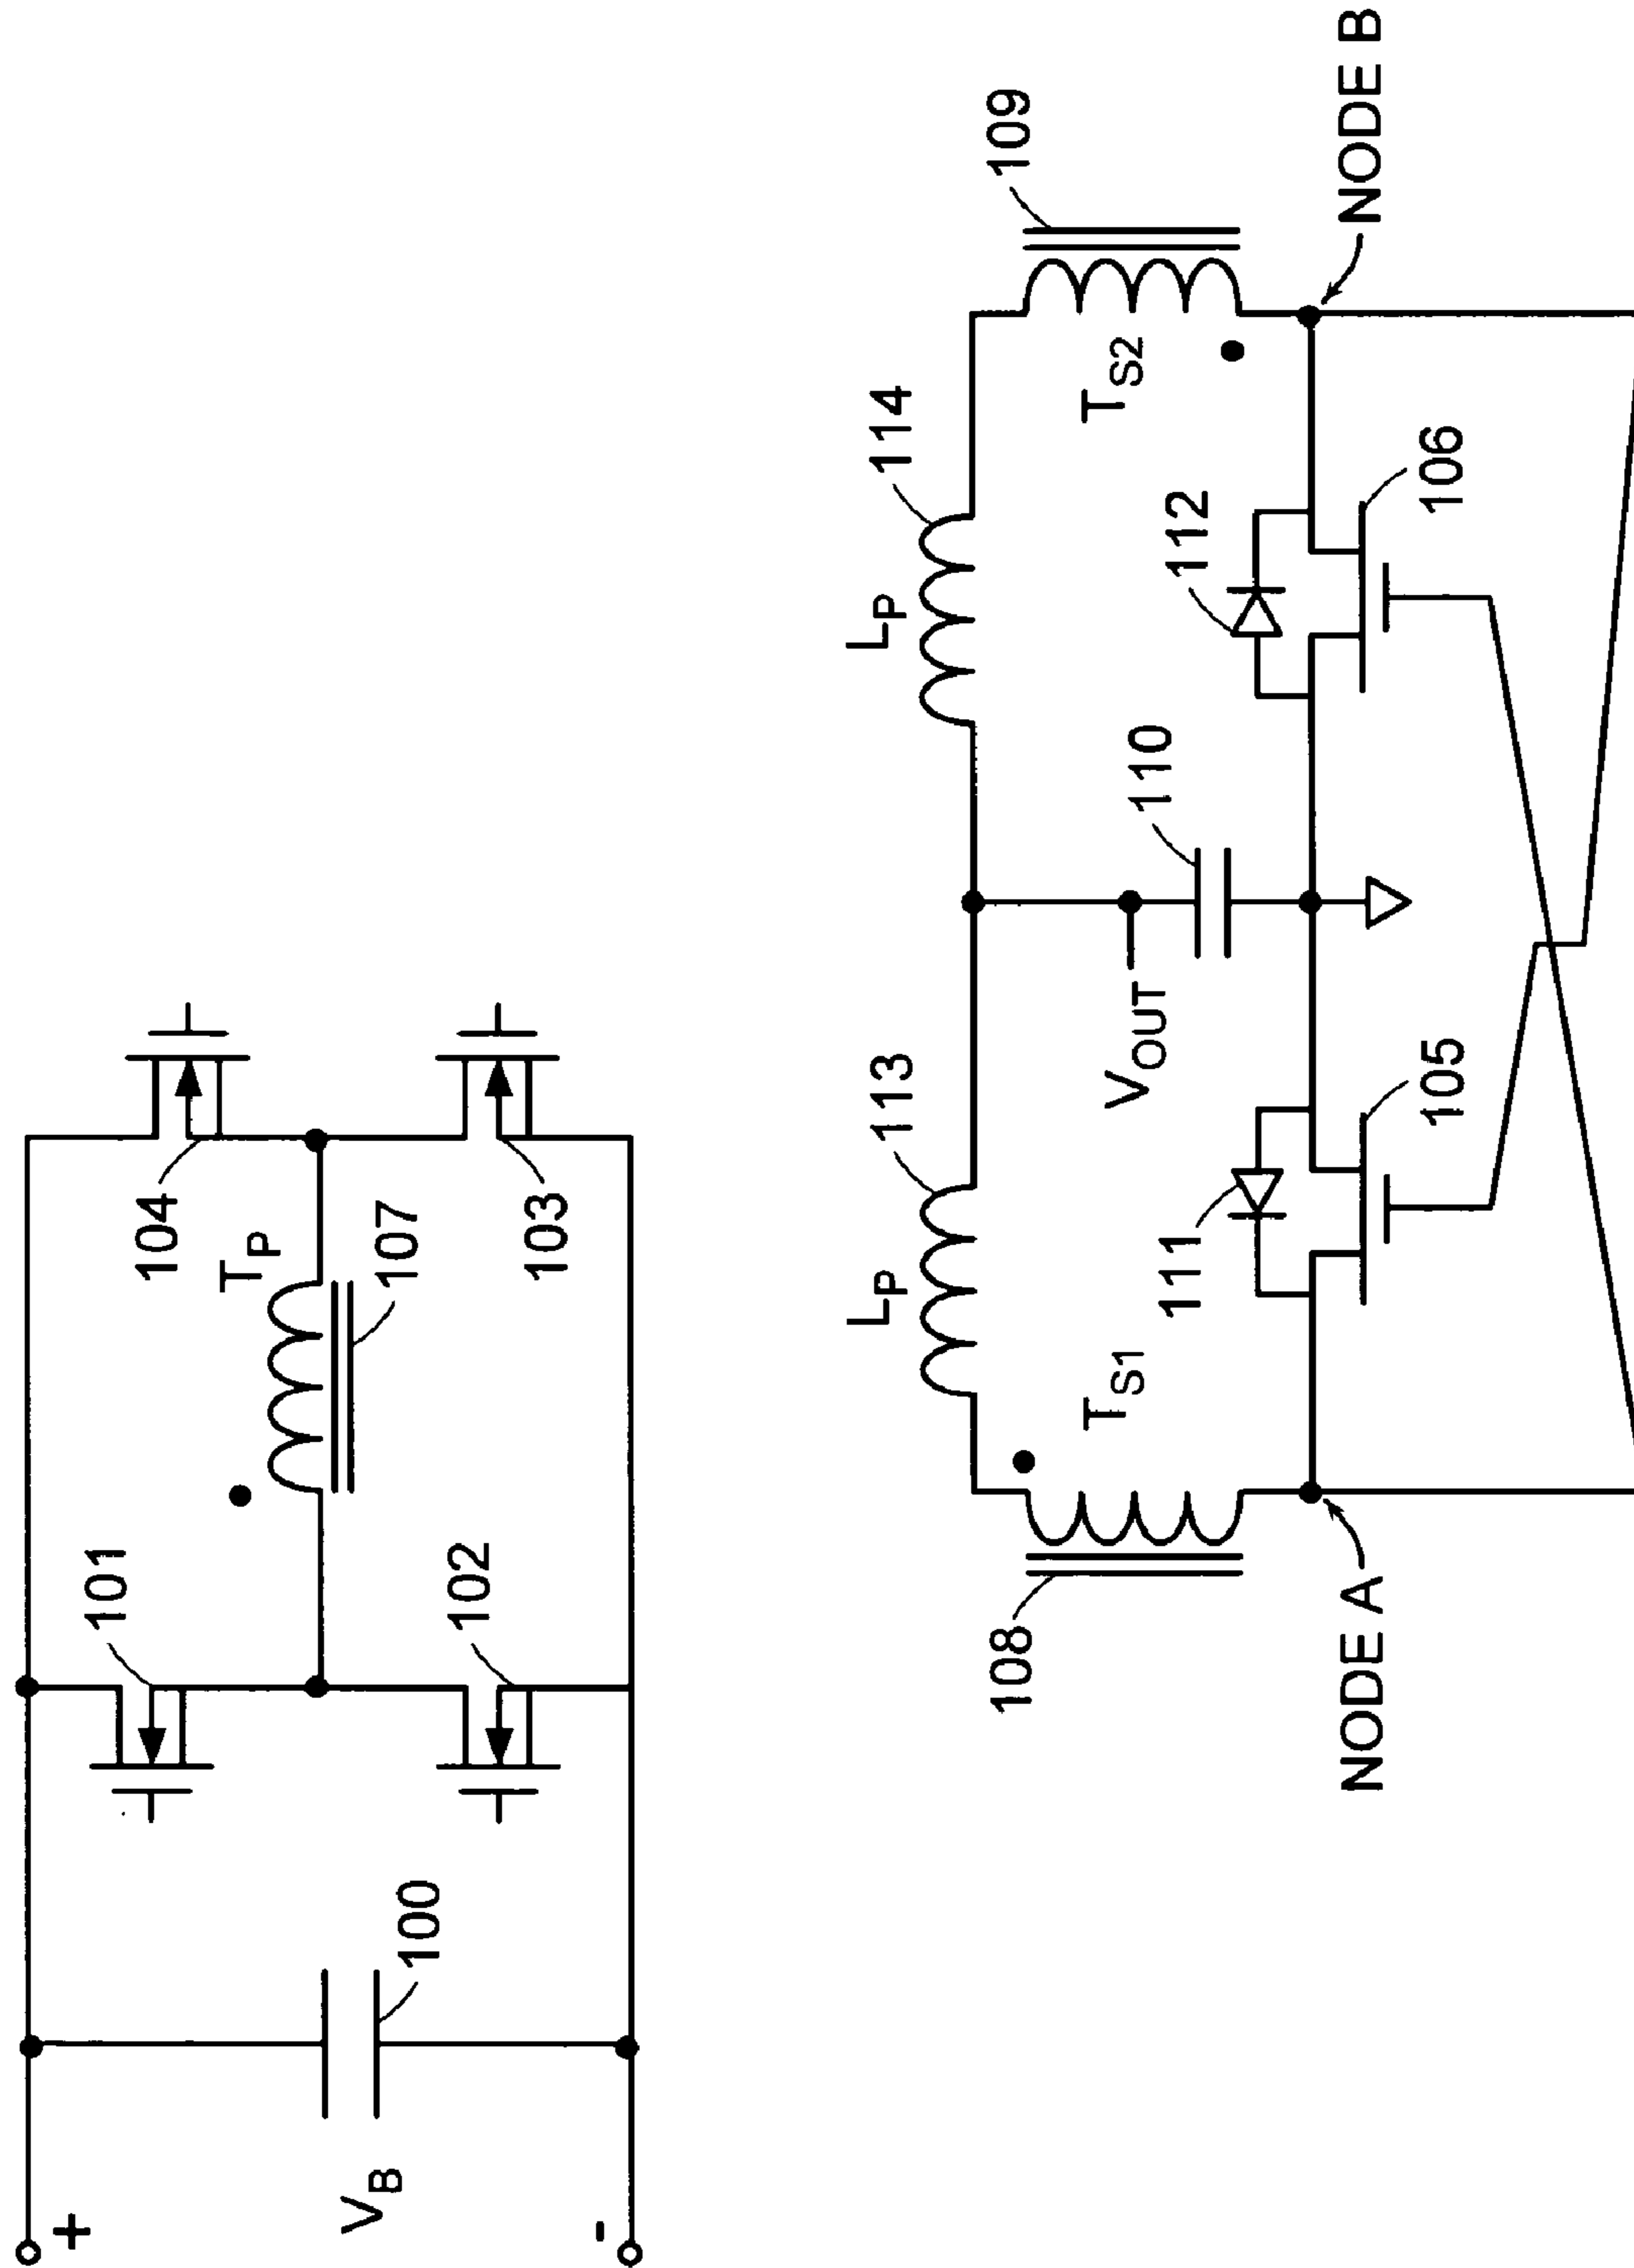 +
V_B
-
100
101
102
104
T_P
107
103
L_P
113
L_P
114
108
T_S1
V_OUT
110
T_S2
109
111
112
105
106
NODE A
NODE B